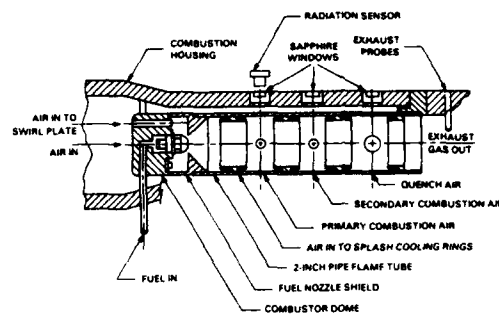 RADIATION SENSOR
COMBUSTION
HOUSING
SAPPHIRE
WINDOWS
EXHAUST
PROBES
AIR IN TO
SWIRL PLATE
AIR IN
EXHAUST
GAS OUT
QUENCH AIR
SECONDARY COMBUSTION AIR
PRIMARY COMBUSTION AIR
AIR IN TO SPLASH COOLING RINGS
2-INCH PIPE FLAME TUBE
FUEL IN
FUEL NOZZLE SHIELD
COMBUSTOR DOME